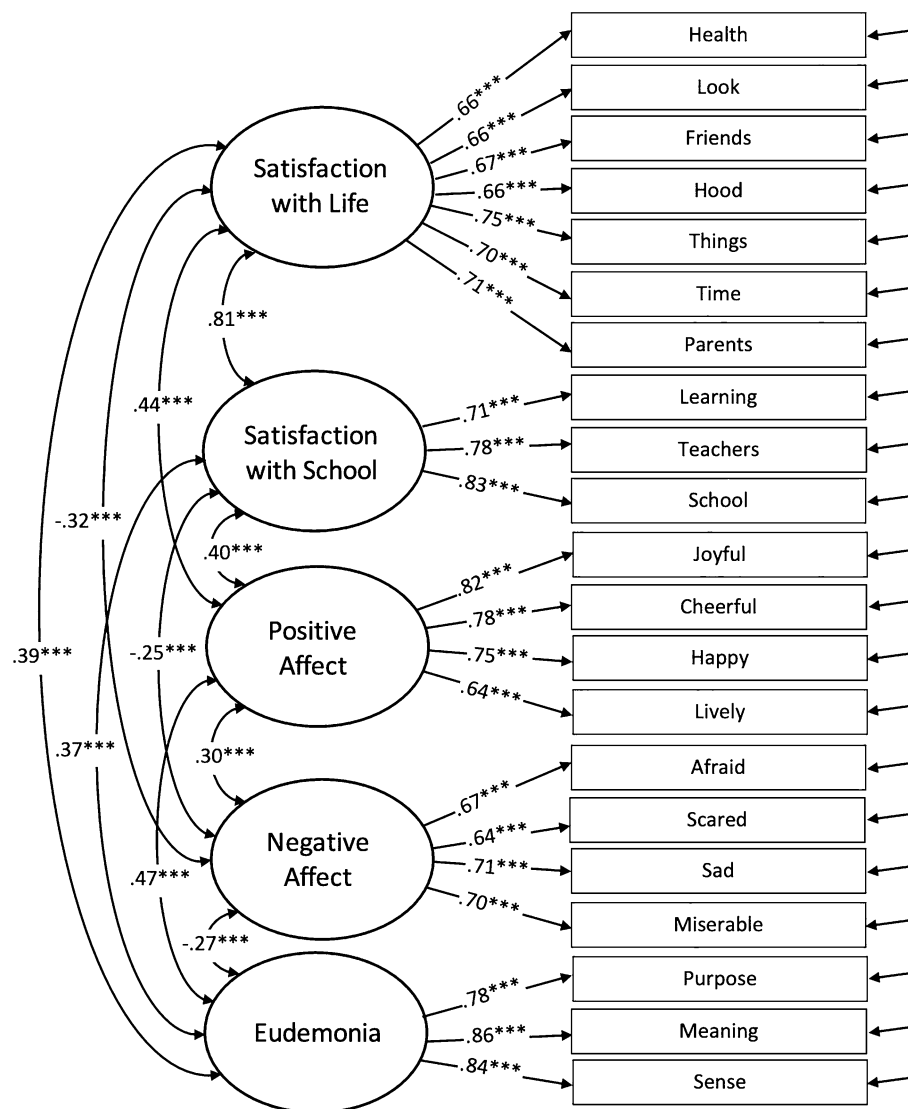 Health
.66***
Look
.66***
Satisfaction
with Life
Friends
.67***
Hood
.66***
Things
.75***
Time
.70***
Parents
.71***
.81***
.44***
Satisfaction
with School
Learning
.71***
Teachers
.78***
School
.83***
-.32***
.40***
Joyful
.82***
Positive
Affect
Cheerful
.78***
Happy
.75***
Lively
.64***
.39***
-.25***
.37***
.30***
Afraid
.67***
Negative
Affect
Scared
.64***
Sad
.71***
Miserable
.70***
.47***
-.27***
Eudemonia
Purpose
.78***
Meaning
.86***
Sense
.84***